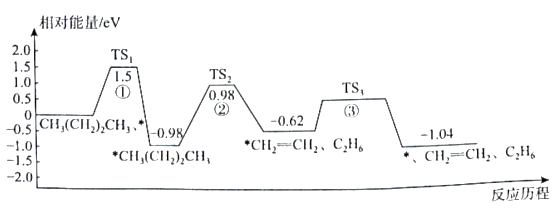 相对能量/eV
2.0
1.5
1.0
0.5
0
-0.5
-1.0
-1.5
-2.0
TS₁
1.5
①
TS₂
0.98
②
TS₃
③
CH₃(CH₂)₂CH₃、*
-0.98
*CH₃(CH₂)₂CH₃
-0.62
*CH₂=CH₂、C₂H₆
-1.04
*、CH₂=CH₂、C₂H₆
反应历程